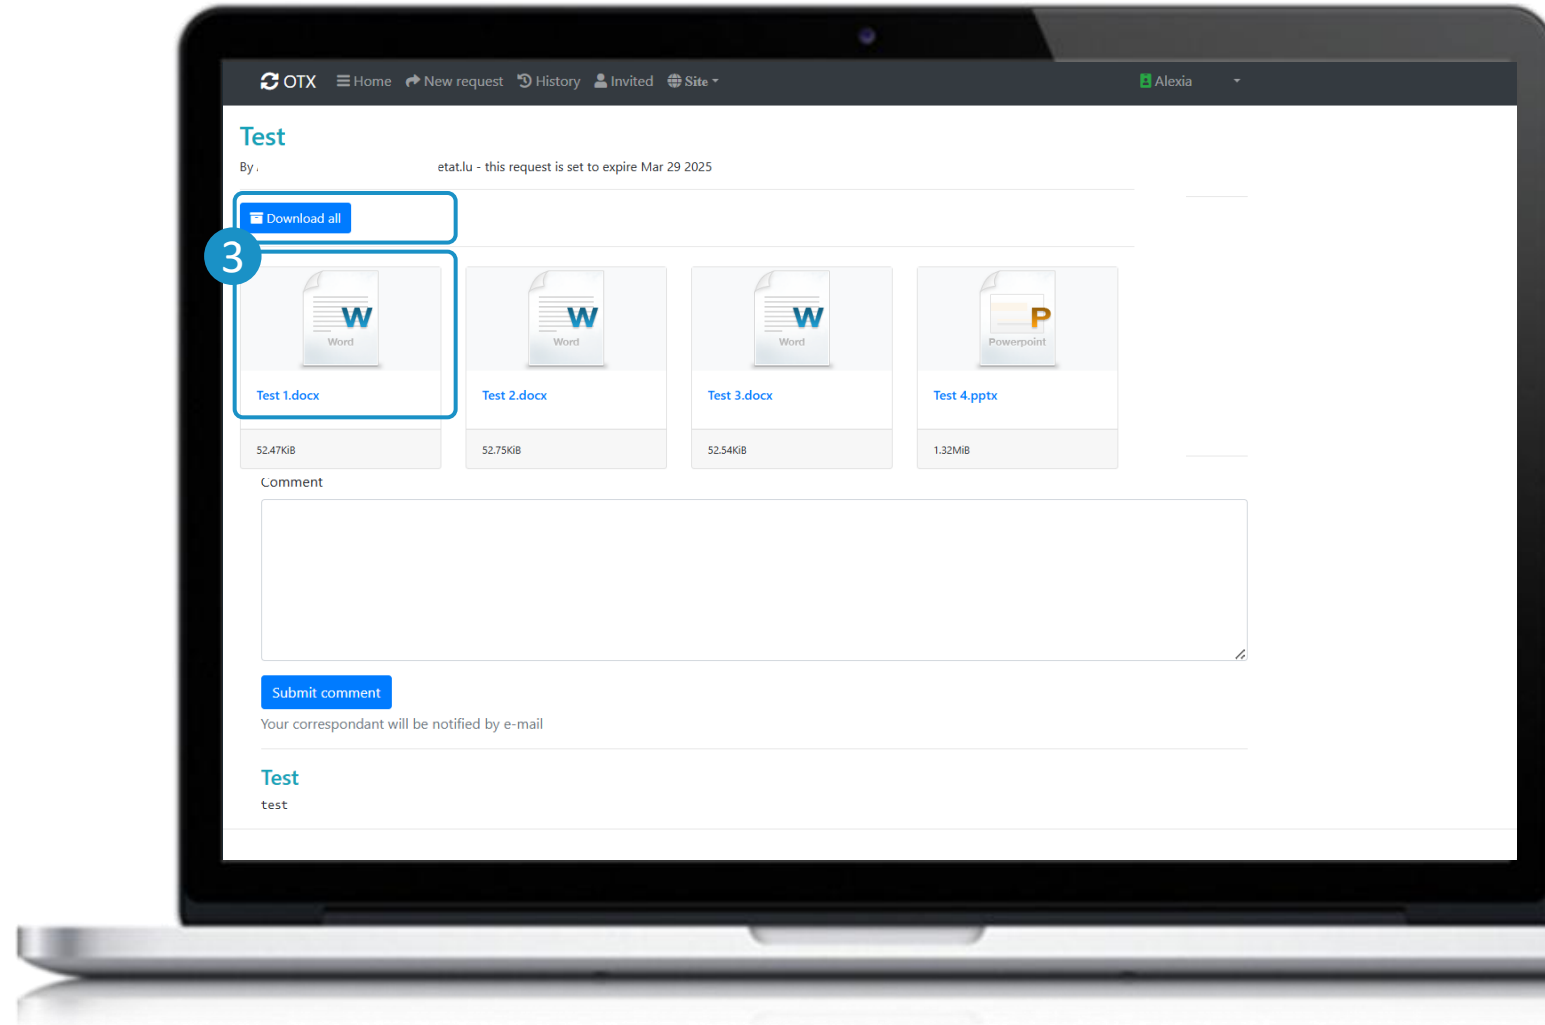 OTX Home New request History Invited Site Alexia
Test
By etat.lu - this request is set to expire Mar 29 2025
Download all
3
W W W P
Word Word Word Powerpoint
Test 1.docx Test 2.docx Test 3.docx Test 4.pptx
52.47KiB 52.75KiB 52.54KiB 1.32MiB
Comment
Submit comment
Your correspondant will be notified by e-mail
Test
test